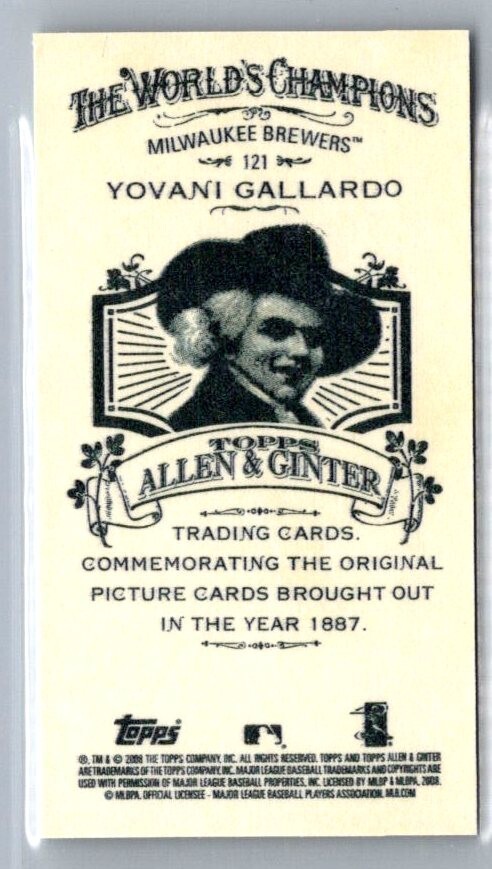 THE WORLD'S CHAMPIONS
MILWAUKEE BREWERS™
121
YOVANI GALLARDO
TOPPS
ALLEN & GINTER
TRADING CARDS.
COMMEMORATING THE ORIGINAL
PICTURE CARDS BROUGHT OUT
IN THE YEAR 1887.
Topps
®, TM & © 2008 THE TOPPS COMPANY, INC. ALL RIGHTS RESERVED. TOPPS AND TOPPS ALLEN & GINTER
ARE TRADEMARKS OF THE TOPPS COMPANY, INC. MAJOR LEAGUE BASEBALL TRADEMARKS AND COPYRIGHTS ARE
USED WITH PERMISSION OF MAJOR LEAGUE BASEBALL PROPERTIES, INC. LICENSED BY MLBP & MLBPA, 2008.
© MLBPA. OFFICIAL LICENSEE - MAJOR LEAGUE BASEBALL PLAYERS ASSOCIATION. MLB.COM